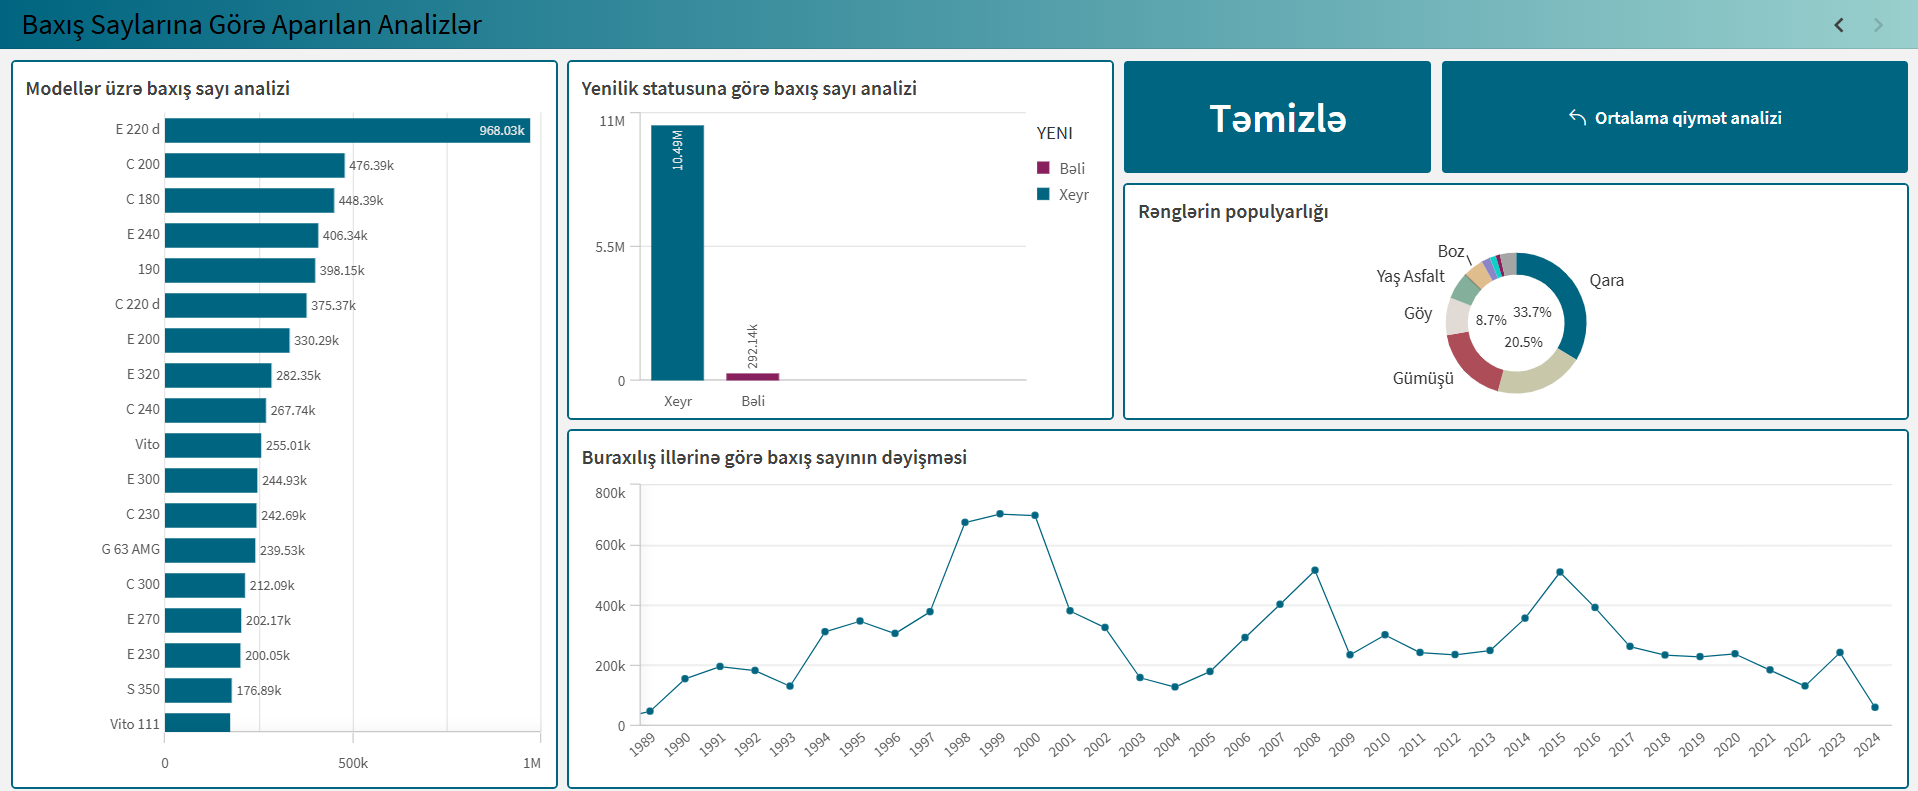 Baxış Saylarına Görə Aparılan Analizlər
Modellər üzrə baxış sayı analizi
E 220 d 968.03k
C 200 476.39k
C 180 448.39k
E 240 406.34k
190 398.15k
C 220 d 375.37k
E 200 330.29k
E 320 282.35k
C 240 267.74k
Vito 255.01k
E 300 244.93k
C 230 242.69k
G 63 AMG 239.53k
C 300 212.09k
E 270 202.17k
E 230 200.05k
S 350 176.89k
Vito 111
0 500k 1M
Yenilik statusuna görə baxış sayı analizi
11M
5.5M
0
10.49M
292.14k
Xeyr Bəli
YENI
Bəli
Xeyr
Təmizlə
Ortalama qiymət analizi
Rənglərin populyarlığı
Boz
Yaş Asfalt
Göy
Gümüşü
Qara
8.7% 33.7%
20.5%
Buraxılış illərinə görə baxış sayının dəyişməsi
800k
600k
400k
200k
0
1989 1990 1991 1992 1993 1994 1995 1996 1997 1998 1999 2000 2001 2002 2003 2004 2005 2006 2007 2008 2009 2010 2011 2012 2013 2014 2015 2016 2017 2018 2019 2020 2021 2022 2023 2024